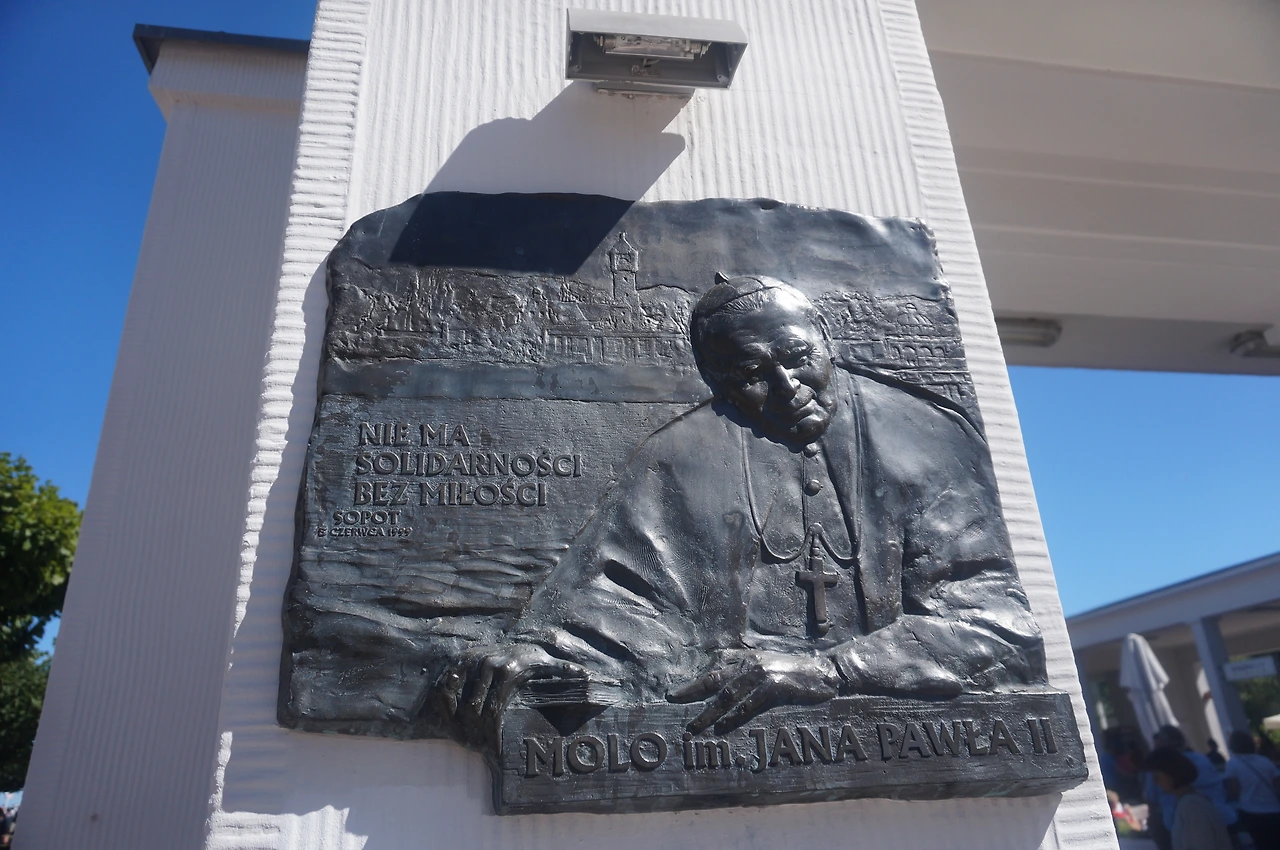 NIE MA
SOLIDARNOŚCI
BEZ MIŁOŚCI
SOPOT
5 CZERWCA 1999
MOLO im. JANA PAWŁA II